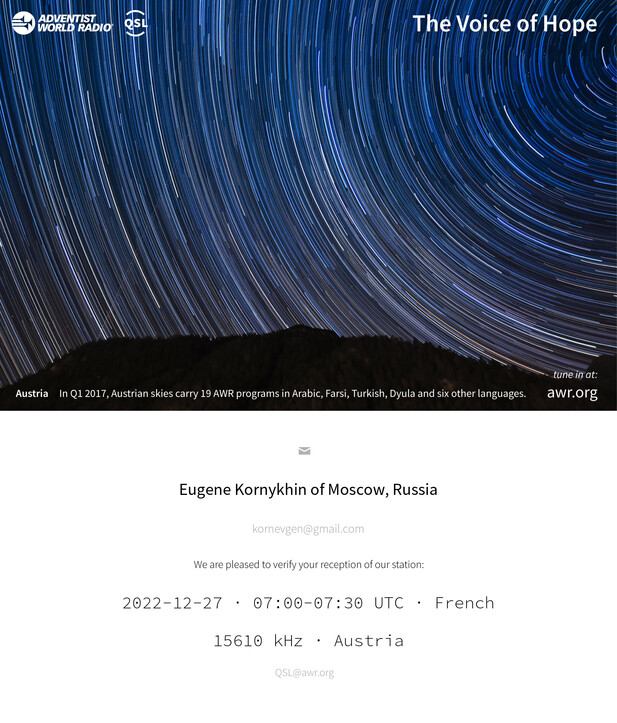 ADVENTIST
WORLD RADIO
QSL
The Voice of Hope
tune in at:
Austria In Q1 2017, Austrian skies carry 19 AWR programs in Arabic, Farsi, Turkish, Dyula and six other languages.
awr.org
Eugene Kornykhin of Moscow, Russia
kornevgen@gmail.com
We are pleased to verify your reception of our station:
2022-12-27 · 07:00-07:30 UTC · French
15610 kHz · Austria
QSL@awr.org